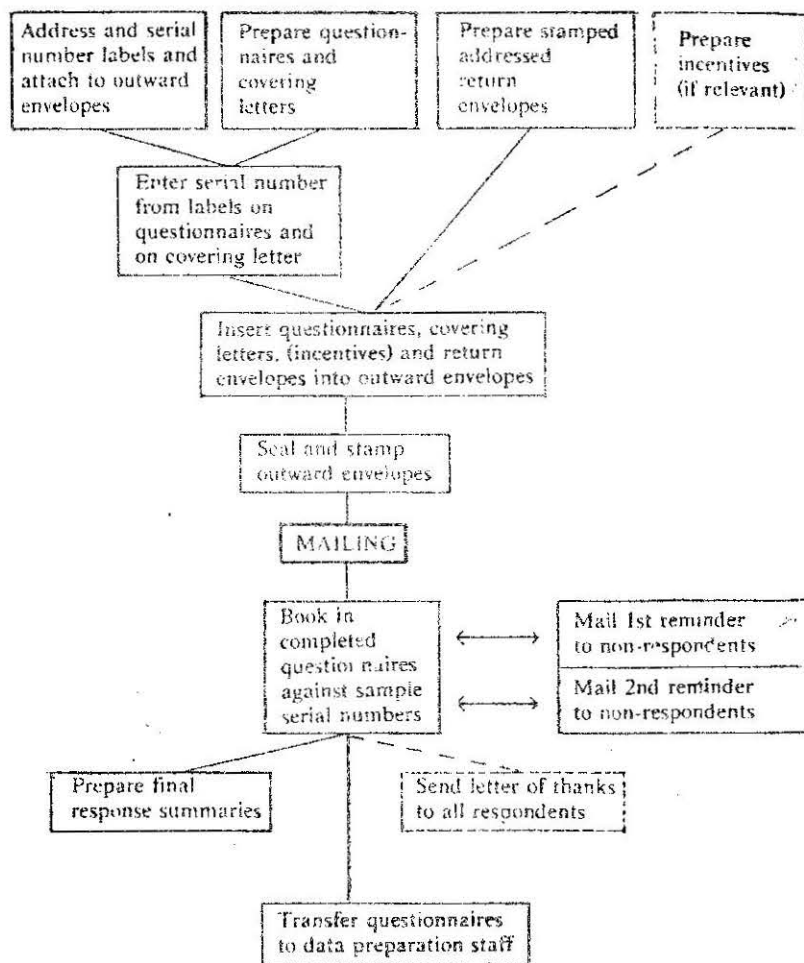 Address and serial
number labels and
attach to outward
envelopes
Prepare question-
naires and
covering
letters
Prepare stamped
addressed
return
envelopes
Prepare
incentives
(if relevant)
Enter serial number
from labels on
questionnaires and
on covering letter
Insert questionnaires, covering
letters, (incentives) and return
envelopes into outward envelopes
Seal and stamp
outward envelopes
MAILING
Book in
completed
questionnaires
against sample
serial numbers
Mail 1st reminder
to non-respondents
Mail 2nd reminder
to non-respondents
Prepare final
response summaries
Send letter of thanks
to all respondents
Transfer questionnaires
to data preparation staff